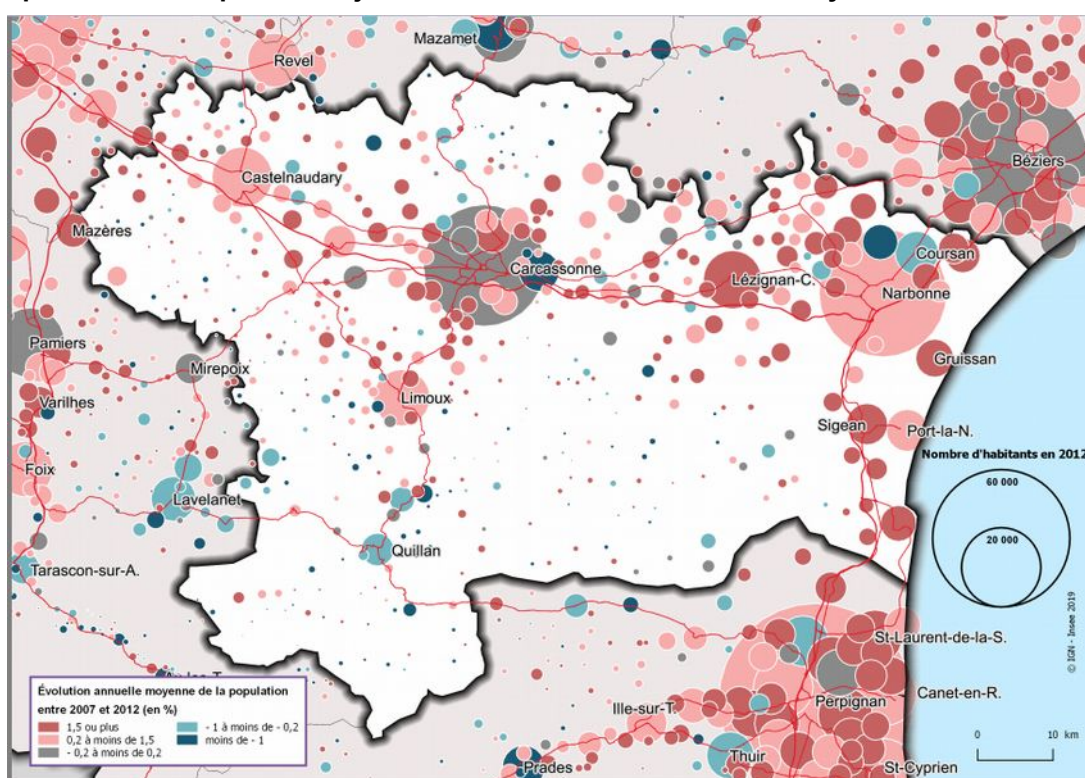 Mazamet
Revel
Béziers
Castelnaudary
Mazères
Coursan
Carcassonne
Lézignan-C.
Narbonne
Pamiers
Gruissan
Mirepoix
Varilhes
Limoux
Sigean
Port-la-N.
Foix
Nombre d'habitants en 2012
60 000
Lavelanet
20 000
Quillan
Tarascon-sur-A.
© IGN - Insee 2019
St-Laurent-de-la-S.
Évolution annuelle moyenne de la population
entre 2007 et 2012 (en %)
1,5 ou plus
0,2 à moins de 1,5
- 0,2 à moins de 0,2
- 1 à moins de - 0,2
moins de - 1
Canet-en-R.
Perpignan
Ille-sur-T.
0 10 km
Thuir
Prades
St-Cyprien